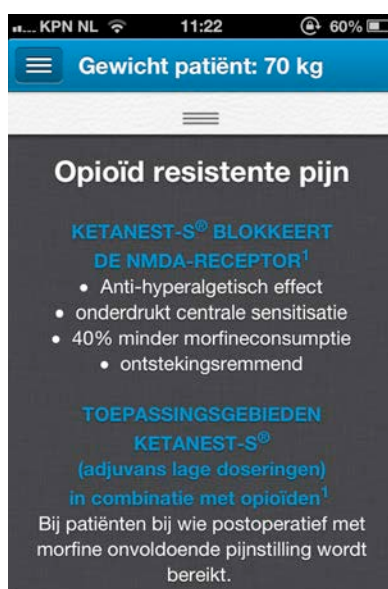 KPN NL 11:22 60%
Gewicht patiënt: 70 kg
Opioïd resistente pijn
KETANEST-S® BLOKKEERT
DE NMDA-RECEPTOR¹
• Anti-hyperalgetisch effect
• onderdrukt centrale sensitisatie
• 40% minder morfineconsumptie
• ontstekingsremmend
TOEPASSINGSGEBIEDEN
KETANEST-S®
(adjuvans lage doseringen)
in combinatie met opioïden¹
Bij patiënten bij wie postoperatief met
morfine onvoldoende pijnstilling wordt
bereikt.